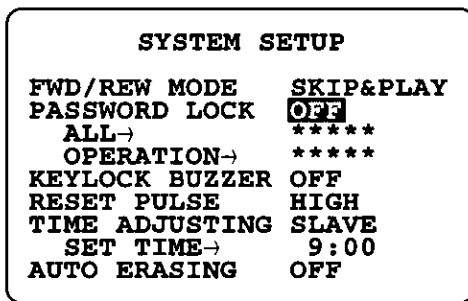 SYSTEM SETUP
FWD/REW MODE SKIP&PLAY
PASSWORD LOCK OFF
ALL→ *****
OPERATION→ *****
KEYLOCK BUZZER OFF
RESET PULSE HIGH
TIME ADJUSTING SLAVE
SET TIME→ 9:00
AUTO ERASING OFF